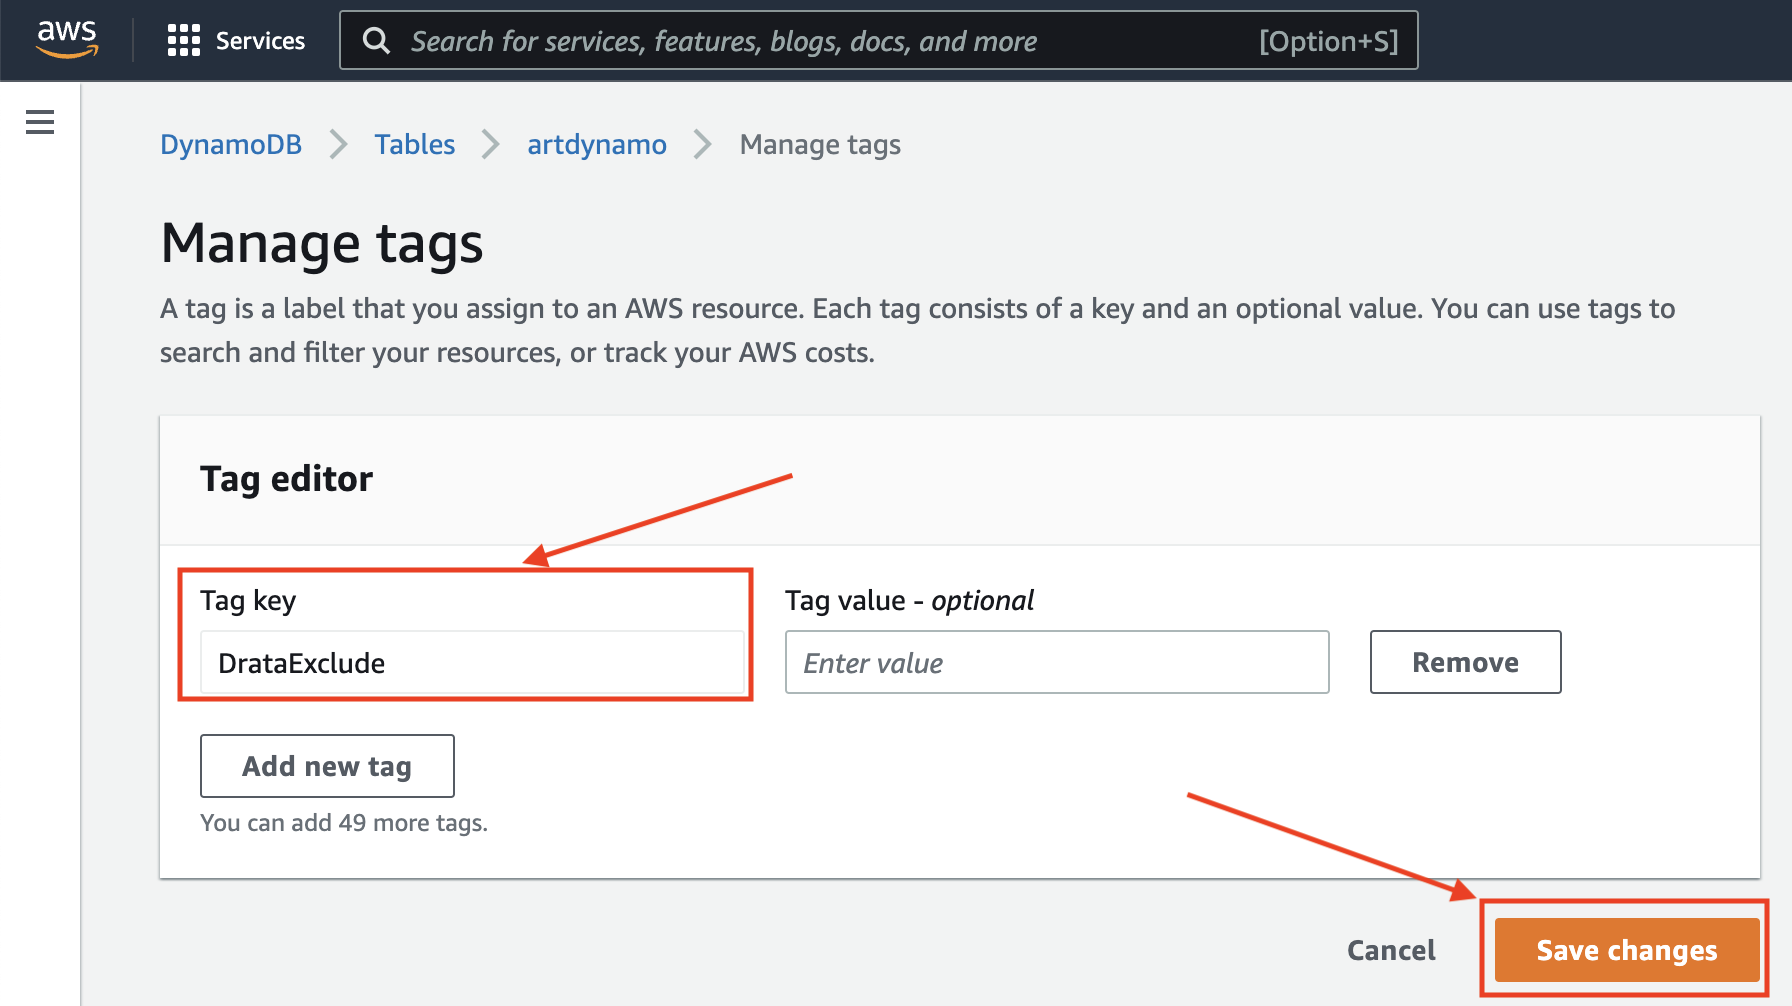 aws
Services
Search for services, features, blogs, docs, and more
[Option+S]
DynamoDB
Tables
artdynamo
Manage tags
Manage tags
A tag is a label that you assign to an AWS resource. Each tag consists of a key and an optional value. You can use tags to
search and filter your resources, or track your AWS costs.
Tag editor
Tag key
Tag value - optional
DrataExclude
Enter value
Remove
Add new tag
You can add 49 more tags.
Cancel
Save changes